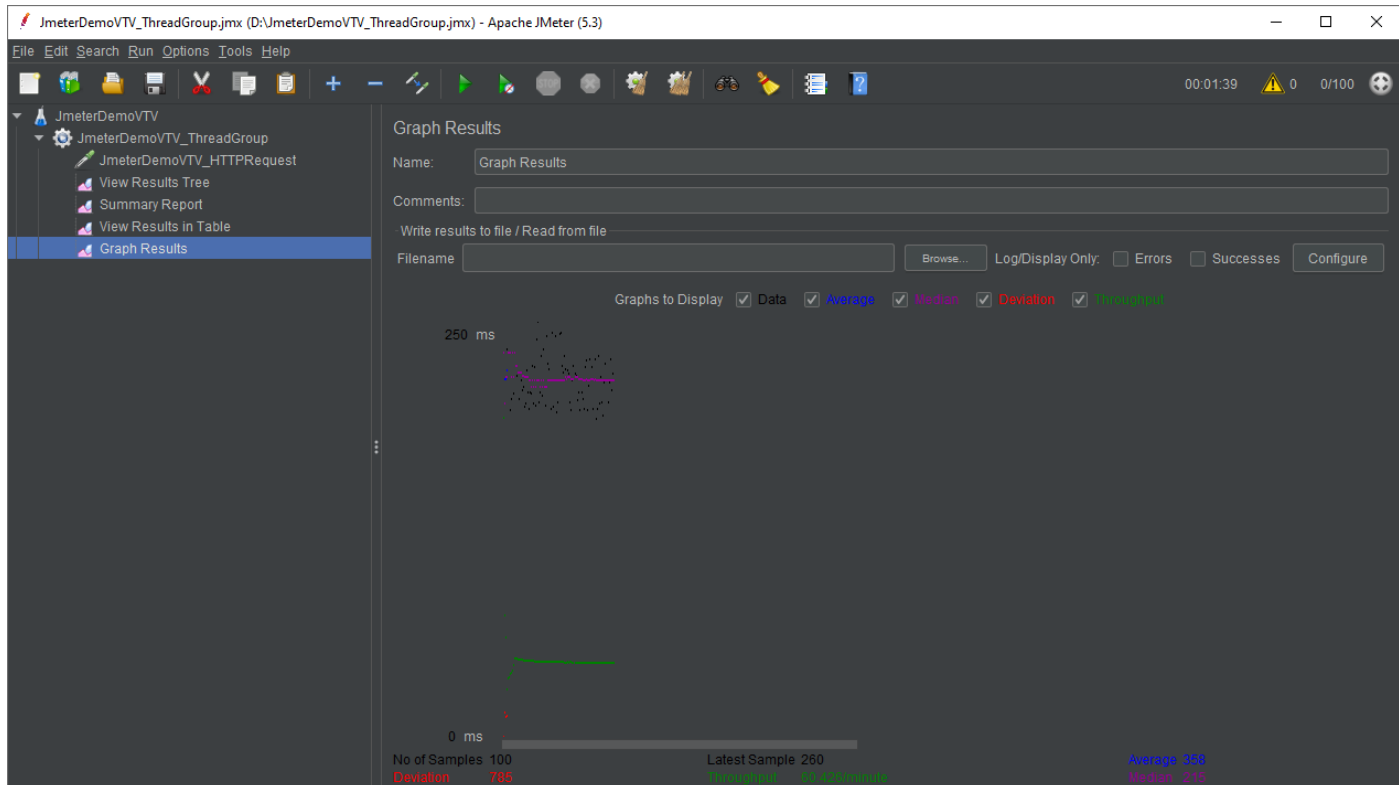 JmeterDemoVTV_ThreadGroup.jmx (D:\JmeterDemoVTV_ThreadGroup.jmx) - Apache JMeter (5.3)
File Edit Search Run Options Tools Help
STOP 00:01:39 0 0/100
JmeterDemoVTV
JmeterDemoVTV_ThreadGroup
JmeterDemoVTV_HTTPRequest
View Results Tree
Summary Report
View Results in Table
Graph Results
Graph Results
Name: Graph Results
Comments:
Write results to file / Read from file
Filename Browse... Log/Display Only: Errors Successes Configure
Graphs to Display Data Average Median Deviation Throughput
250 ms
0 ms
No of Samples 100 Latest Sample 260 Average 358
Deviation 785 Throughput 60.426/minute Median